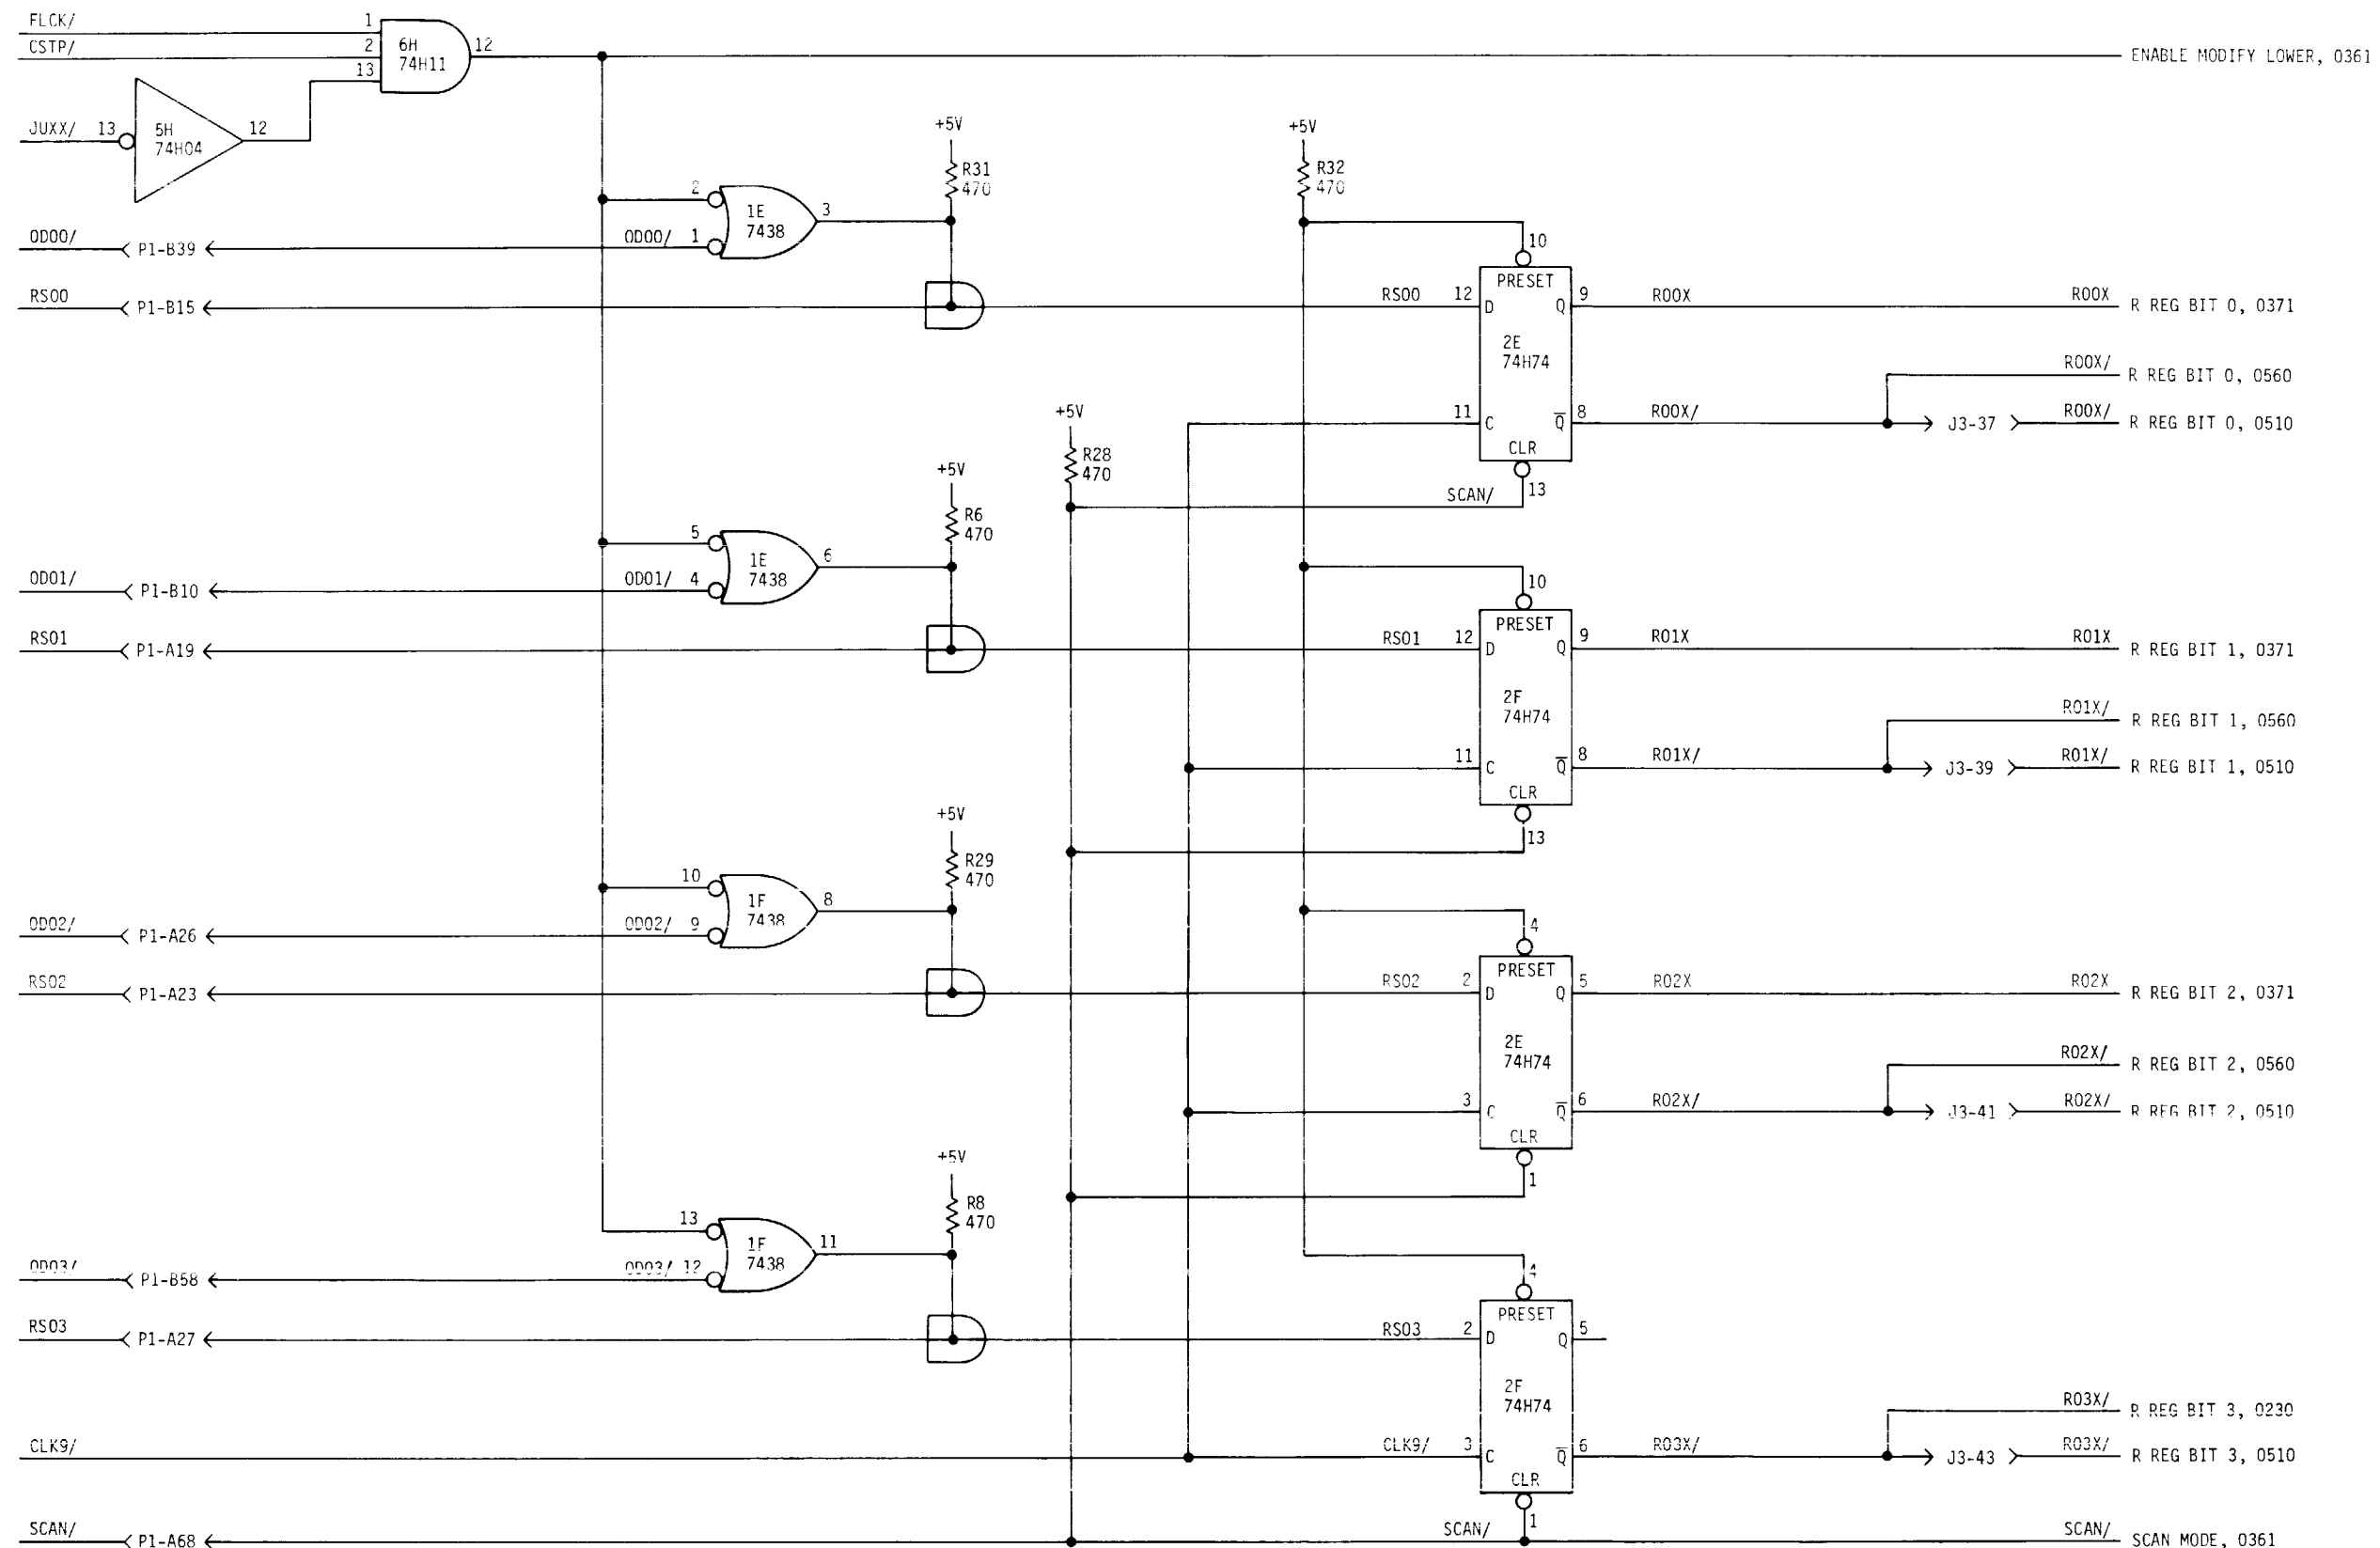 FLCK/ 1
CSTP/ 2 6H 74H11 12 ENABLE MODIFY LOWER, 0361
13
JUXX/ 13 5H 74H04 12
+5V +5V
R31 470 R32 470
2 1E 7438 3
OD00/ P1-B39 OD00/ 1
10
PRESET
RS00 P1-B15 RS00 12 D Q 9 R00X R00X R REG BIT 0, 0371
2E 74H74
R00X/ R REG BIT 0, 0560
+5V 11 C Q 8 R00X/ J3-37 R00X/ R REG BIT 0, 0510
CLR
R28 470
SCAN/ 13
+5V
R6 470
5 1E 7438 6
OD01/ P1-B10 OD01/ 4
10
PRESET
RS01 P1-A19 RS01 12 D Q 9 R01X R01X R REG BIT 1, 0371
2F 74H74
R01X/ R REG BIT 1, 0560
11 C Q 8 R01X/ J3-39 R01X/ R REG BIT 1, 0510
CLR
13
+5V
R29 470
10 1F 7438 8
OD02/ P1-A26 OD02/ 9
4
PRESET
RS02 P1-A23 RS02 2 D Q 5 R02X R02X R REG BIT 2, 0371
2E 74H74
R02X/ R REG BIT 2, 0560
3 C Q 6 R02X/ J3-41 R02X/ R REG BIT 2, 0510
CLR
1
+5V
R8 470
13 1F 7438 11
OD03/ P1-B58 OD03/ 12
4
PRESET
RS03 P1-A27 RS03 2 D Q 5
2F 74H74
R03X/ R REG BIT 3, 0230
CLK9/ CLK9/ 3 C Q 6 R03X/ J3-43 R03X/ R REG BIT 3, 0510
CLR
1
SCAN/ P1-A68 SCAN/ SCAN/ SCAN MODE, 0361